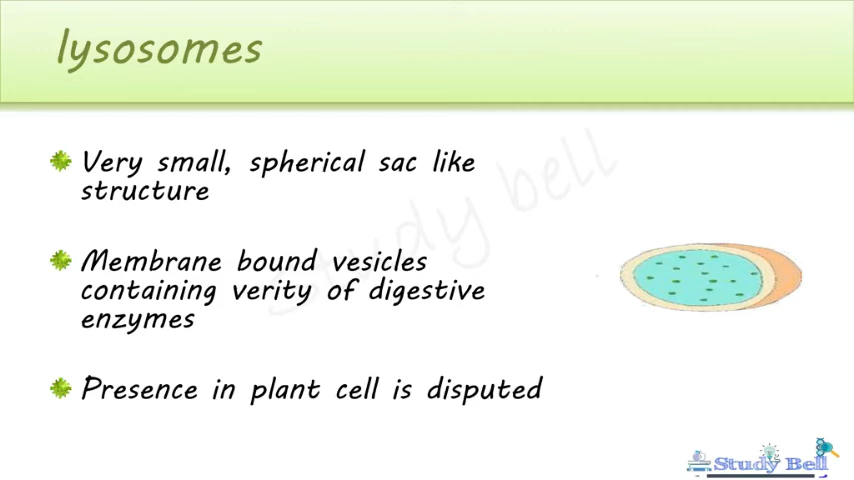 lysosomes
Very small, spherical sac like
structure
Membrane bound vesicles
containing verity of digestive
enzymes
Presence in plant cell is disputed
study bell
Study Bell